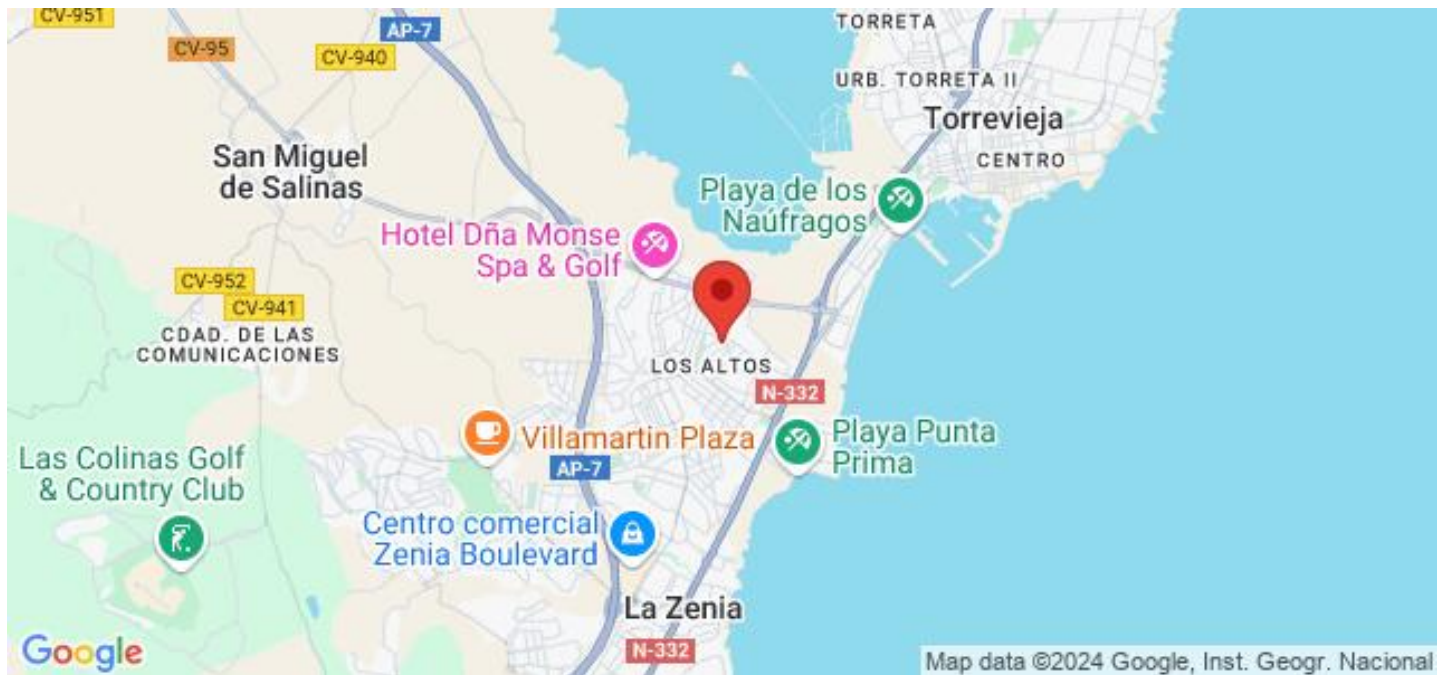 CV-951
AP-7
TORRETA
CV-95
CV-940
URB. TORRETA II
Torrevieja
CENTRO
San Miguel
de Salinas
Playa de los
Naúfragos
Hotel Dña Monse
Spa & Golf
CV-952
CV-941
CDAD. DE LAS
COMUNICACIONES
LOS ALTOS
N-332
Villamartin Plaza
Playa Punta
Prima
AP-7
Las Colinas Golf
& Country Club
Centro comercial
Zenia Boulevard
La Zenia
N-332
Google
Map data ©2024 Google, Inst. Geogr. Nacional